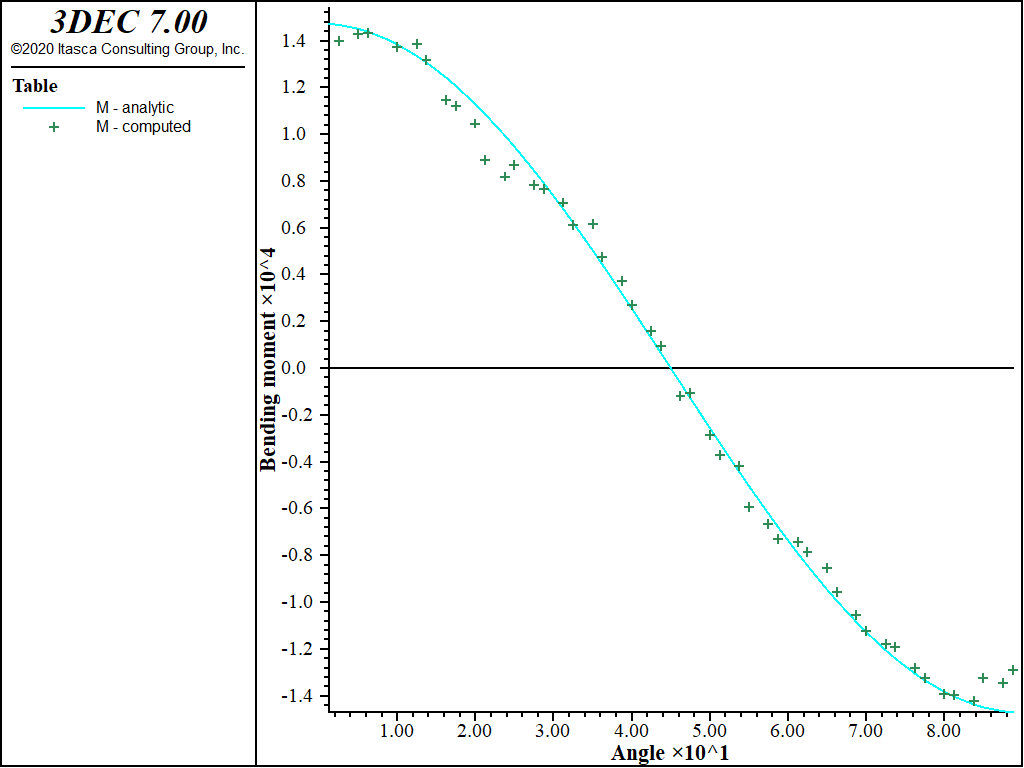 3DEC 7.00
©2020 Itasca Consulting Group, Inc.
Table
M - analytic
M - computed
Bending moment ×10^4
1.4
1.2
1.0
0.8
0.6
0.4
0.2
0.0
-0.2
-0.4
-0.6
-0.8
-1.0
-1.2
-1.4
1.00 2.00 3.00 4.00 5.00 6.00 7.00 8.00
Angle ×10^1